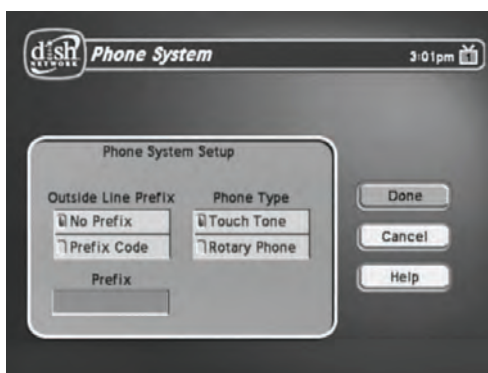 dish
NETWORK
Phone System
3:01pm
1
Phone System Setup
Outside Line Prefix
Phone Type
No Prefix
Touch Tone
Prefix Code
Rotary Phone
Prefix
Done
Cancel
Help